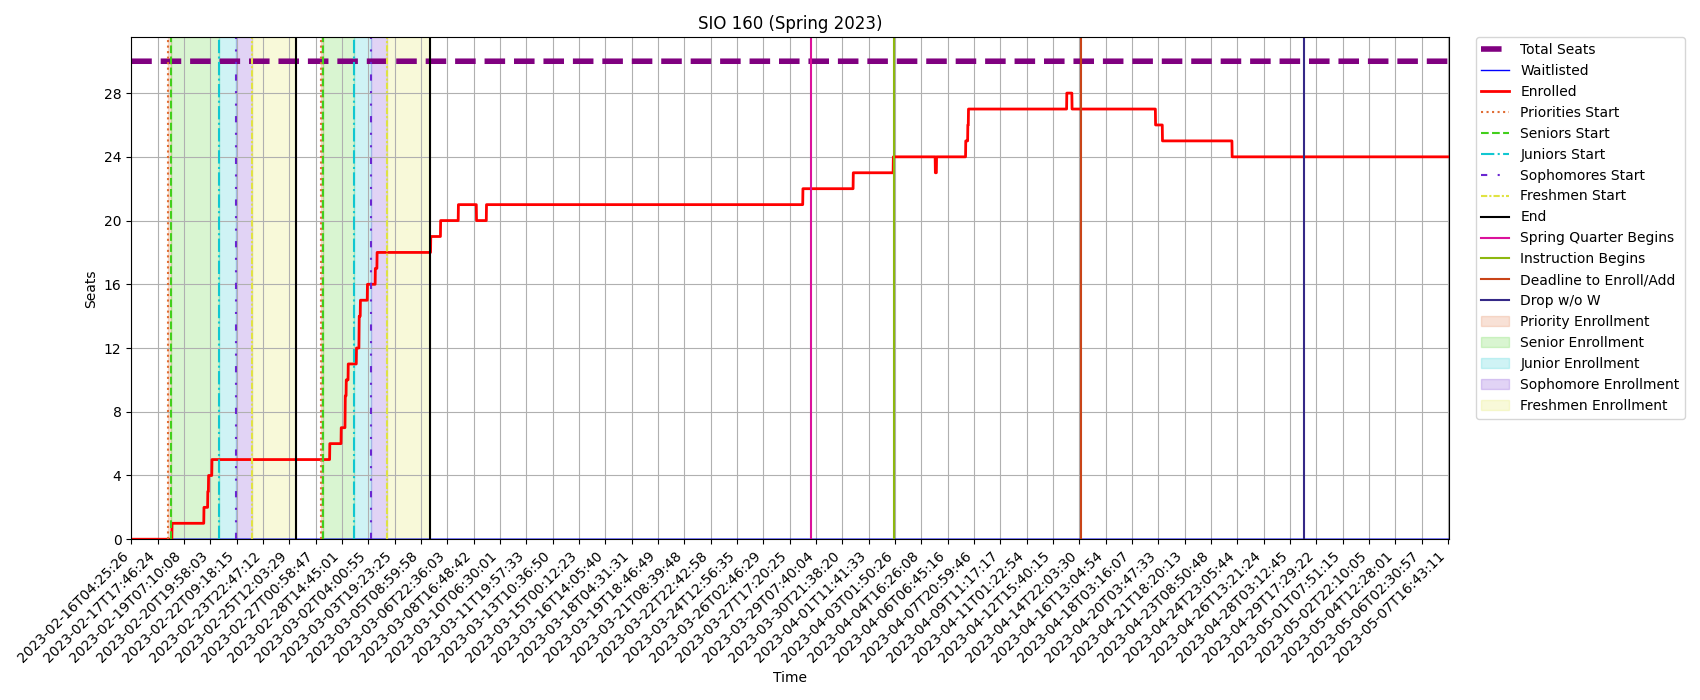 SIO 160 (Spring 2023)
Seats
28
24
20
16
12
8
4
0
2023-02-16T04:25:26
2023-02-17T17:46:24
2023-02-19T07:10:08
2023-02-20T19:58:03
2023-02-22T09:18:15
2023-02-23T22:47:12
2023-02-25T12:03:29
2023-02-27T00:58:47
2023-02-28T14:45:01
2023-03-02T04:00:55
2023-03-03T19:23:25
2023-03-05T08:59:58
2023-03-06T22:36:03
2023-03-08T16:48:42
2023-03-10T06:30:01
2023-03-11T19:57:33
2023-03-13T10:36:50
2023-03-15T00:12:23
2023-03-16T14:05:40
2023-03-18T04:31:31
2023-03-19T18:46:49
2023-03-21T08:39:48
2023-03-22T22:42:58
2023-03-24T12:56:35
2023-03-26T02:46:29
2023-03-27T17:20:25
2023-03-29T07:40:04
2023-03-30T21:38:20
2023-04-01T11:41:33
2023-04-03T01:50:26
2023-04-04T16:26:08
2023-04-06T06:45:16
2023-04-07T20:59:46
2023-04-09T11:17:17
2023-04-11T01:22:54
2023-04-12T15:40:15
2023-04-14T22:03:30
2023-04-16T13:04:54
2023-04-18T03:16:07
2023-04-20T03:47:33
2023-04-21T18:20:13
2023-04-23T08:50:48
2023-04-24T23:05:44
2023-04-26T13:21:24
2023-04-28T03:12:45
2023-04-29T17:29:22
2023-05-01T07:51:15
2023-05-02T22:10:05
2023-05-04T12:28:01
2023-05-06T02:30:57
2023-05-07T16:43:11
Time
Total Seats
Waitlisted
Enrolled
Priorities Start
Seniors Start
Juniors Start
Sophomores Start
Freshmen Start
End
Spring Quarter Begins
Instruction Begins
Deadline to Enroll/Add
Drop w/o W
Priority Enrollment
Senior Enrollment
Junior Enrollment
Sophomore Enrollment
Freshmen Enrollment